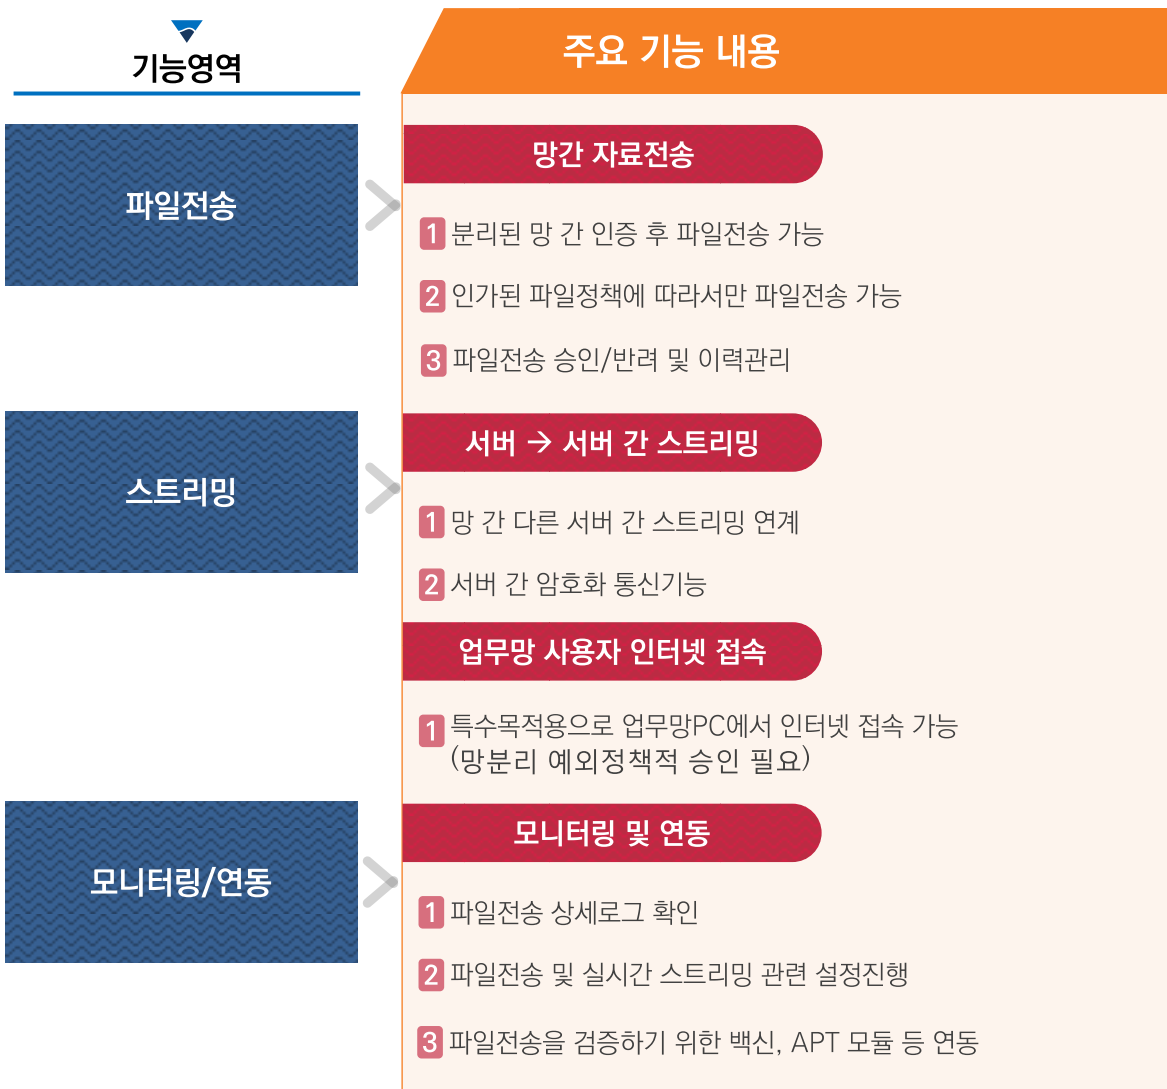 기능영역
주요 기능 내용
파일전송
망간 자료전송
1 분리된 망 간 인증 후 파일전송 가능
2 인가된 파일정책에 따라서만 파일전송 가능
3 파일전송 승인/반려 및 이력관리
스트리밍
서버 → 서버 간 스트리밍
1 망 간 다른 서버 간 스트리밍 연계
2 서버 간 암호화 통신기능
업무망 사용자 인터넷 접속
1 특수목적용으로 업무망PC에서 인터넷 접속 가능
(망분리 예외정책적 승인 필요)
모니터링/연동
모니터링 및 연동
1 파일전송 상세로그 확인
2 파일전송 및 실시간 스트리밍 관련 설정진행
3 파일전송을 검증하기 위한 백신, APT 모듈 등 연동